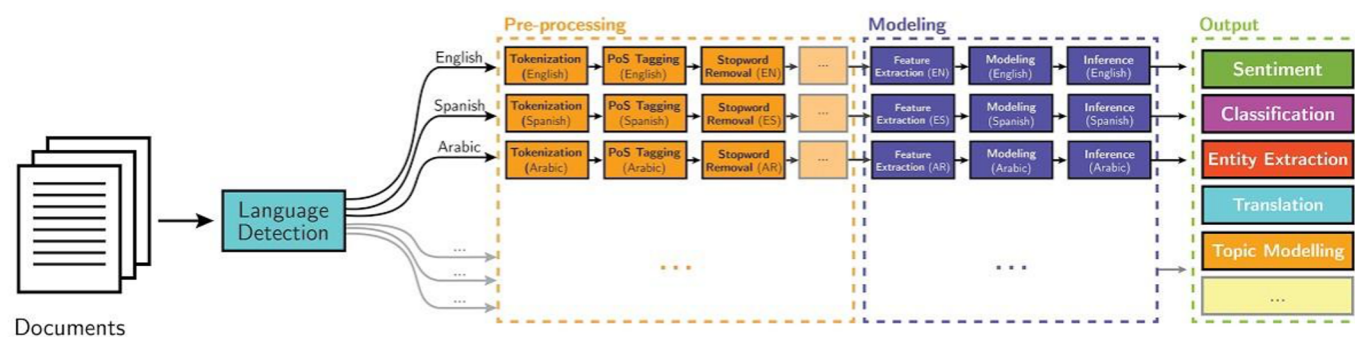 Pre-processing
Modeling
Output
English
Tokenization
(English)
PoS Tagging
(English)
Stopword
Removal (EN)
...
Feature
Extraction (EN)
Modeling
(English)
Inference
(English)
Sentiment
Spanish
Tokenization
(Spanish)
PoS Tagging
(Spanish)
Stopword
Removal (ES)
...
Feature
Extraction (ES)
Modeling
(Spanish)
Inference
(Spanish)
Classification
Arabic
Tokenization
(Arabic)
PoS Tagging
(Arabic)
Stopword
Removal (AR)
...
Feature
Extraction (AR)
Modeling
(Arabic)
Inference
(Arabic)
Entity Extraction
Language
Detection
Translation
...
...
...
...
...
Topic Modelling
...
Documents